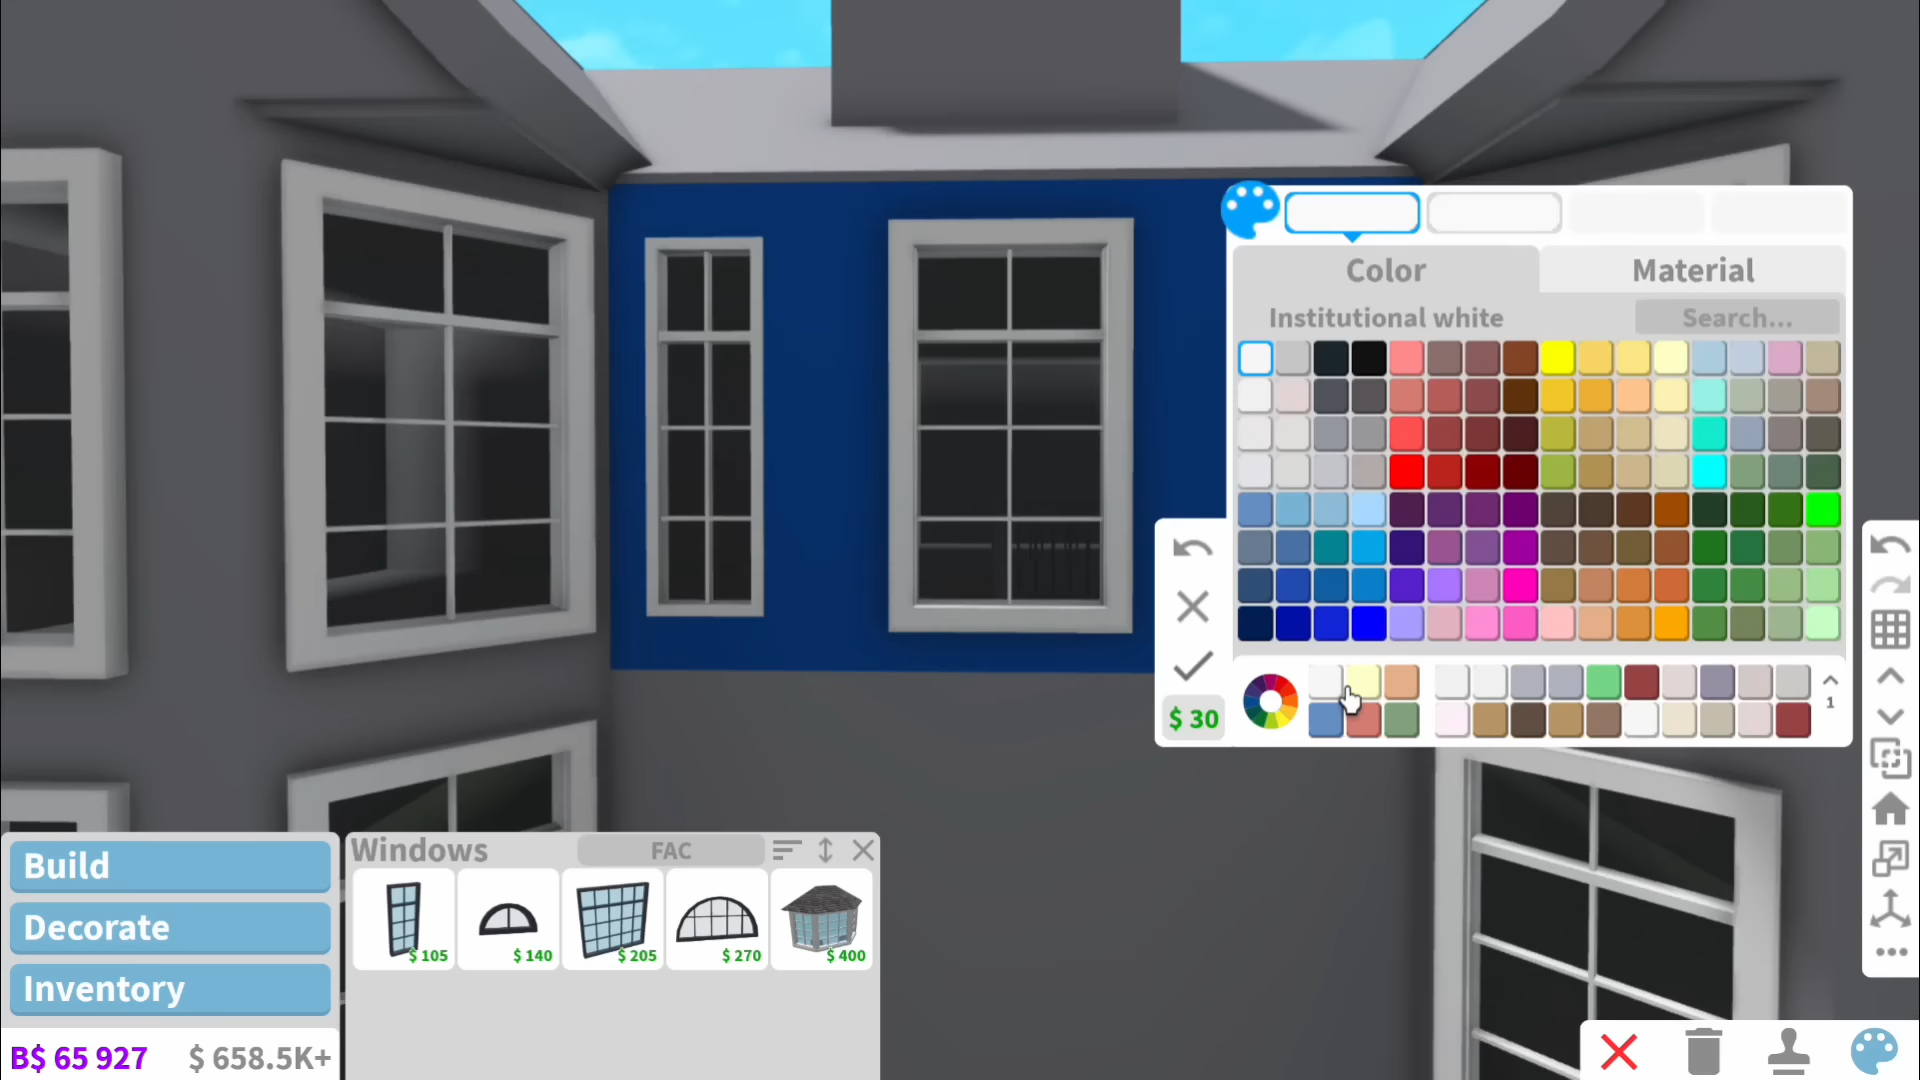 Color
Material
Institutional white
Search...
$ 30
1
Windows
FAC
$ 105
$ 140
$ 205
$ 270
$ 400
Build
Decorate
Inventory
B$ 65 927
$ 658.5K+